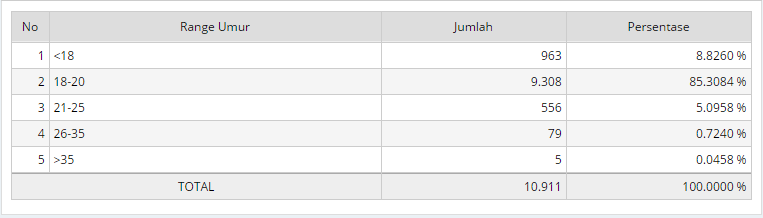 No Range Umur Jumlah Persentase
1 <18 963 8.8260 %
2 18-20 9.308 85.3084 %
3 21-25 556 5.0958 %
4 26-35 79 0.7240 %
5 >35 5 0.0458 %
TOTAL 10.911 100.0000 %